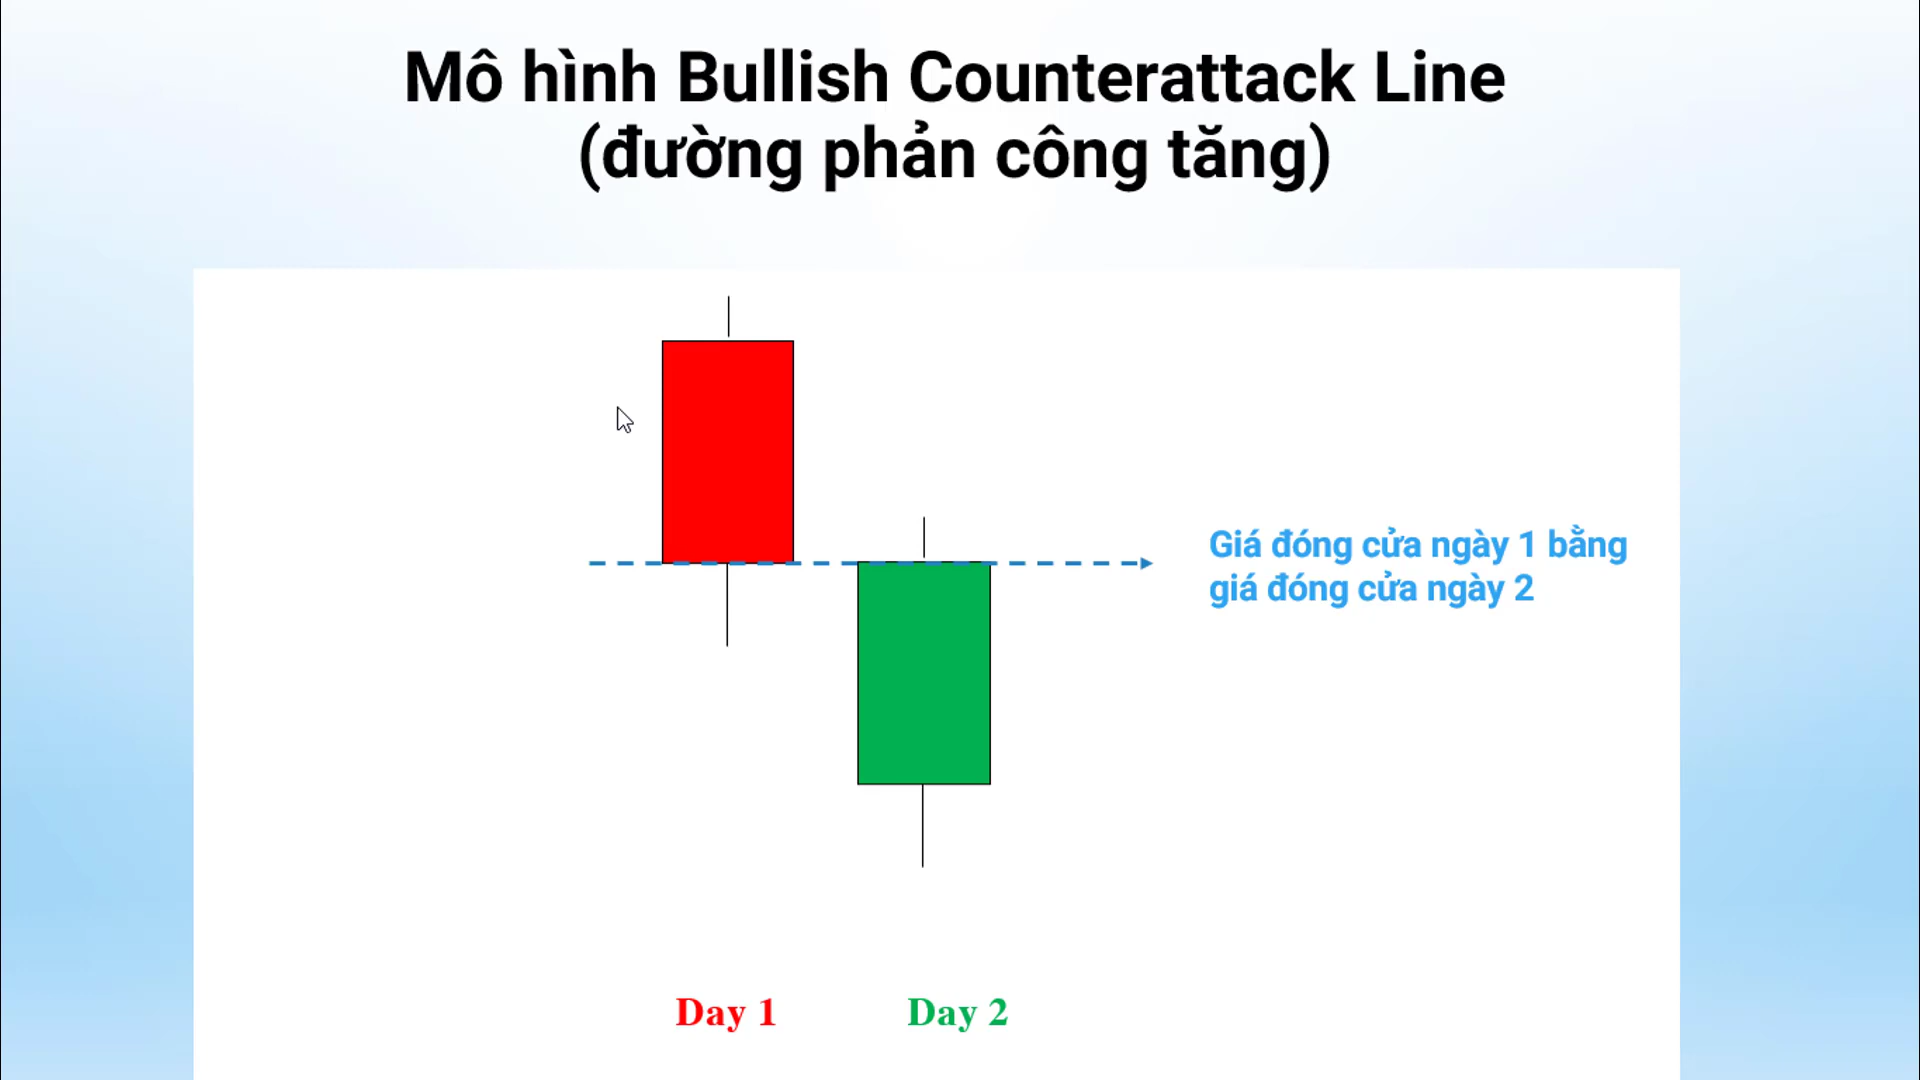 Mô hình Bullish Counterattack Line
(đường phản công tăng)
Giá đóng cửa ngày 1 bằng
giá đóng cửa ngày 2
Day 1
Day 2